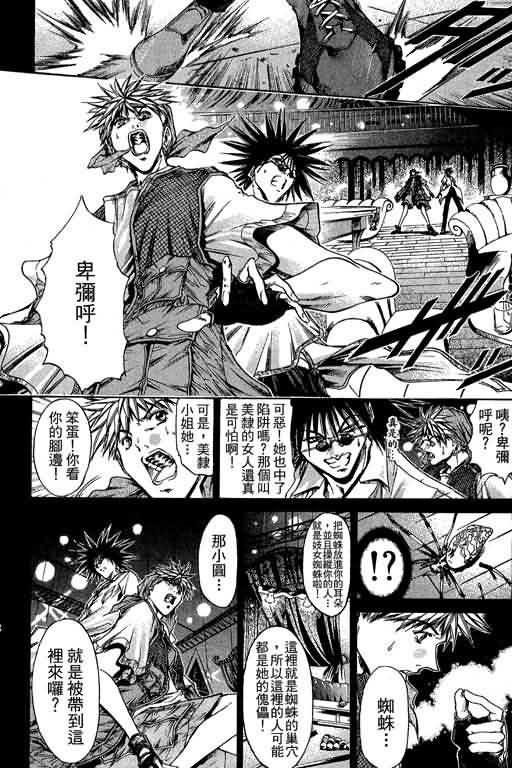 卑彌呼！
咦？卑彌
呼呢？
真是的…
可惡！她也中了
陷阱嗎？那個叫
美隸的女人還真
是可怕啊！
可是，美隸
小姐她…
笨蛋！你看
你的腳邊！
!?
蜘蛛…
把蜘蛛放進你的耳朵
，並且操縱你的人…
就是妓女蜘蛛啦！
這裡就是蜘蛛的巢穴
，所以這裡的人可能
都是她的傀儡！
那小圓…
就是被帶到這
裡來囉？